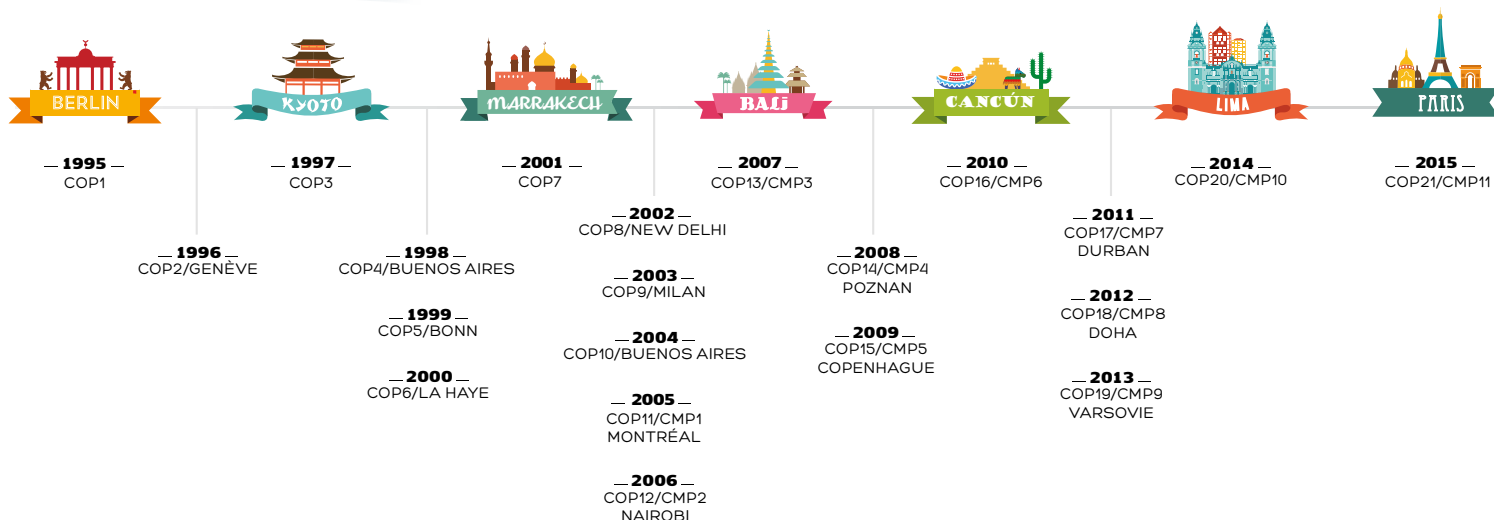 BERLIN
KYOTO
MARRAKECH
BALI
CANCÚN
LIMA
PARIS
1995
COP1
1997
COP3
2001
COP7
2007
COP13/CMP3
2010
COP16/CMP6
2014
COP20/CMP10
2015
COP21/CMP11
1996
COP2/GENÈVE
1998
COP4/BUENOS AIRES
1999
COP5/BONN
2000
COP6/LA HAYE
2002
COP8/NEW DELHI
2003
COP9/MILAN
2004
COP10/BUENOS AIRES
2005
COP11/CMP1
MONTRÉAL
2006
COP12/CMP2
NAIROBI
2008
COP14/CMP4
POZNAN
2009
COP15/CMP5
COPENHAGUE
2011
COP17/CMP7
DURBAN
2012
COP18/CMP8
DOHA
2013
COP19/CMP9
VARSOVIE